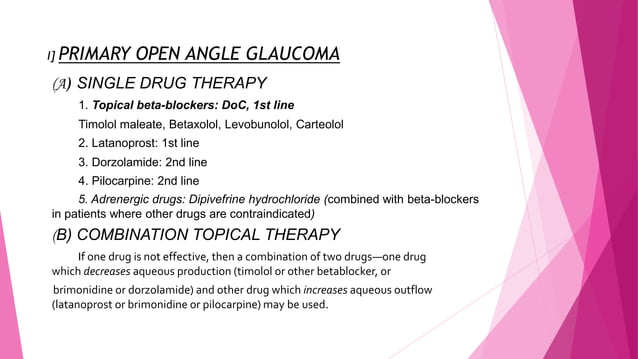 I] PRIMARY OPEN ANGLE GLAUCOMA
(A) SINGLE DRUG THERAPY
1. Topical beta-blockers: DoC, 1st line
Timolol maleate, Betaxolol, Levobunolol, Carteolol
2. Latanoprost: 1st line
3. Dorzolamide: 2nd line
4. Pilocarpine: 2nd line
5. Adrenergic drugs: Dipivefrine hydrochloride (combined with beta-blockers
in patients where other drugs are contraindicated)
(B) COMBINATION TOPICAL THERAPY
If one drug is not effective, then a combination of two drugs—one drug
which decreases aqueous production (timolol or other betablocker, or
brimonidine or dorzolamide) and other drug which increases aqueous outflow
(latanoprost or brimonidine or pilocarpine) may be used.